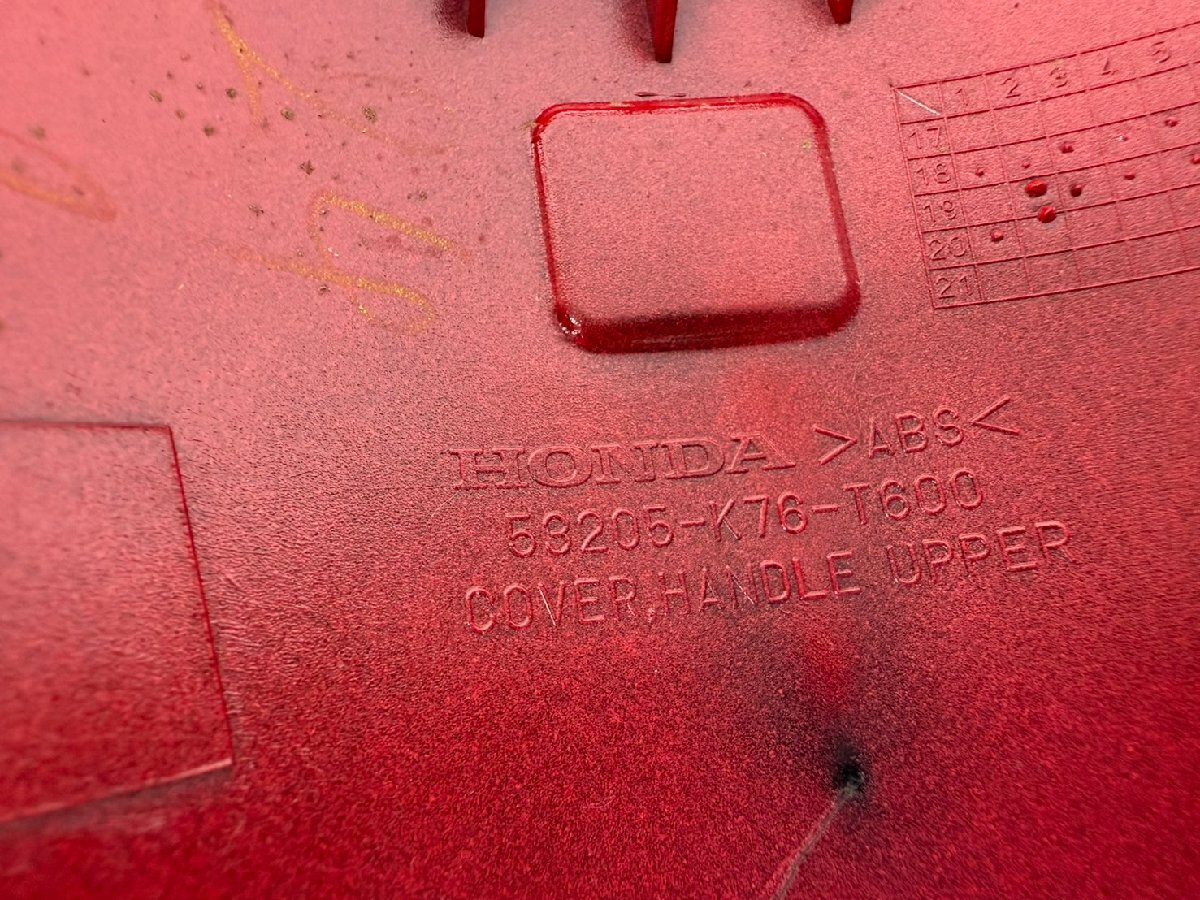 1 2 3 4 5
17
18
19
20
21
HONDA >ABS<
53205-K76-T600
COVER,HANDLE UPPER